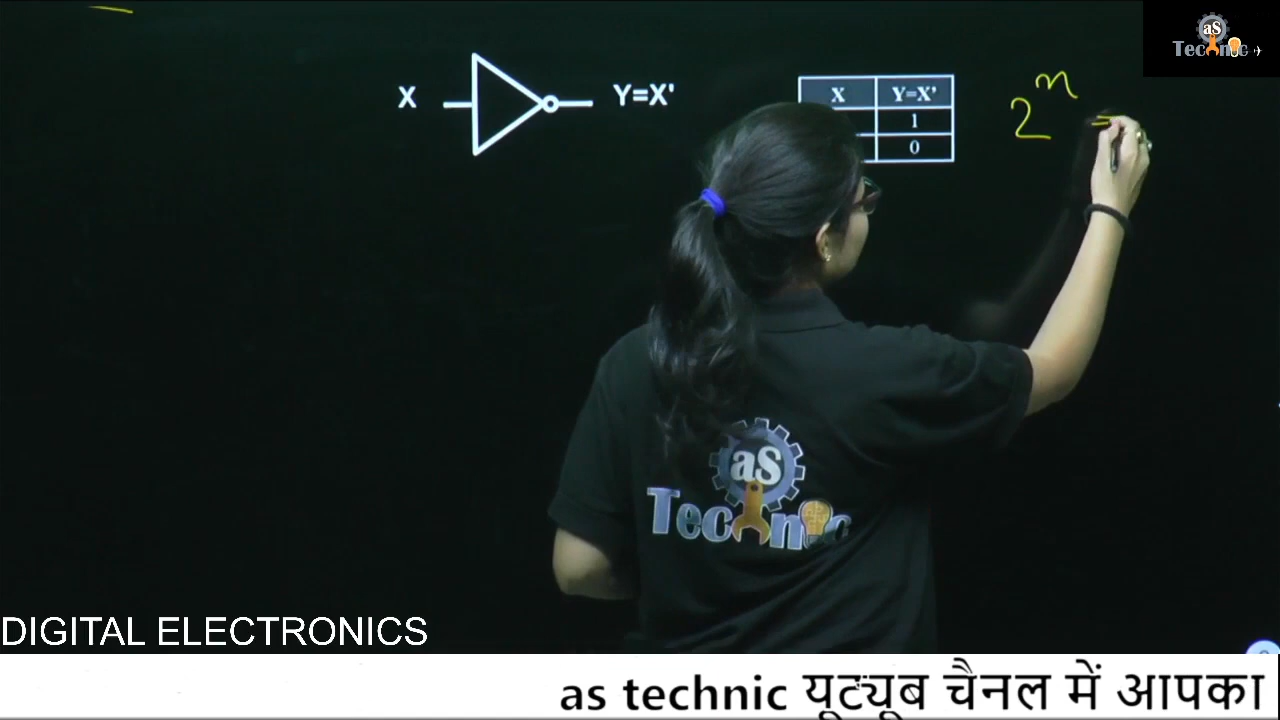 aS
Technic
X Y=X'
X Y=X'
1
0
2^n =
aS
Technic
DIGITAL ELECTRONICS
as technic यूट्यूब चैनल में आपका